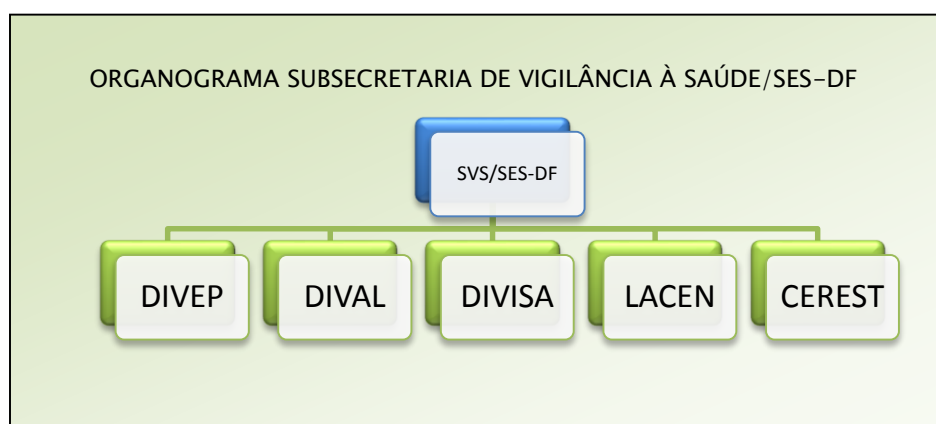 ORGANOGRAMA SUBSECRETARIA DE VIGILÂNCIA À SAÚDE/SES-DF
SVS/SES-DF
DIVEP
DIVAL
DIVISA
LACEN
CEREST